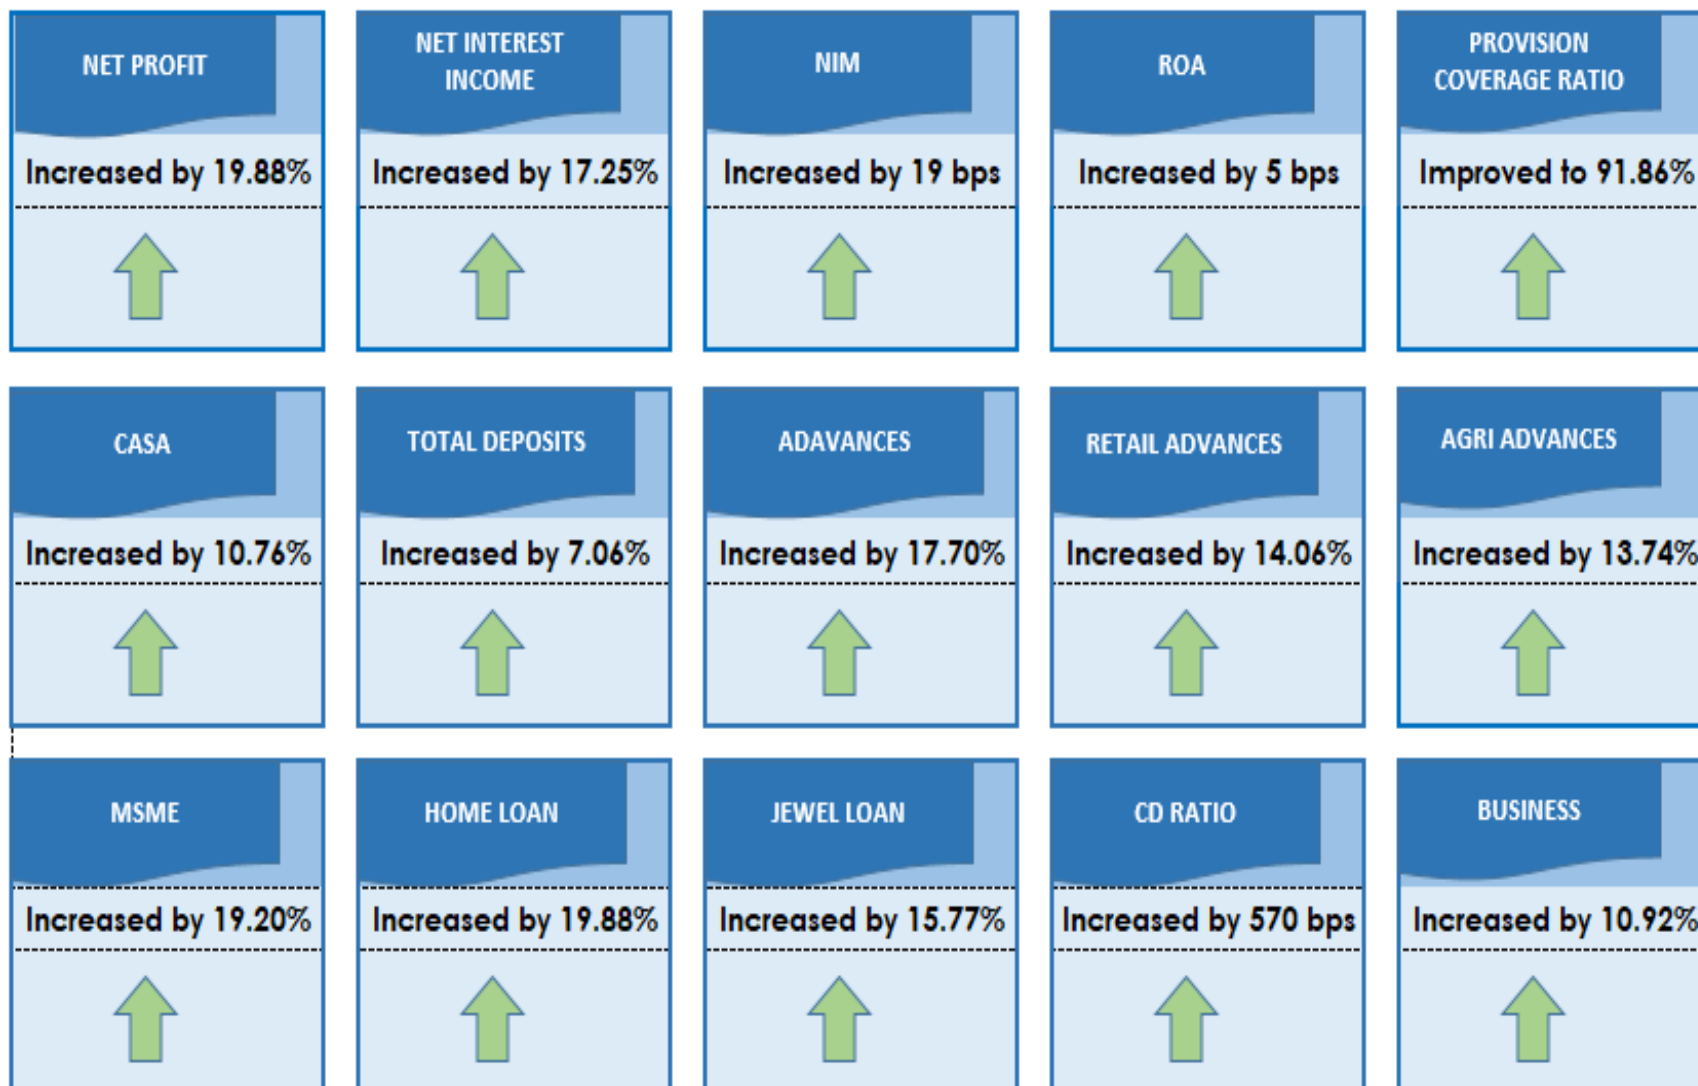 NET PROFIT
Increased by 19.88%
NET INTEREST
INCOME
Increased by 17.25%
NIM
Increased by 19 bps
ROA
Increased by 5 bps
PROVISION
COVERAGE RATIO
Improved to 91.86%
CASA
Increased by 10.76%
TOTAL DEPOSITS
Increased by 7.06%
ADAVANCES
Increased by 17.70%
RETAIL ADVANCES
Increased by 14.06%
AGRI ADVANCES
Increased by 13.74%
MSME
Increased by 19.20%
HOME LOAN
Increased by 19.88%
JEWEL LOAN
Increased by 15.77%
CD RATIO
Increased by 570 bps
BUSINESS
Increased by 10.92%